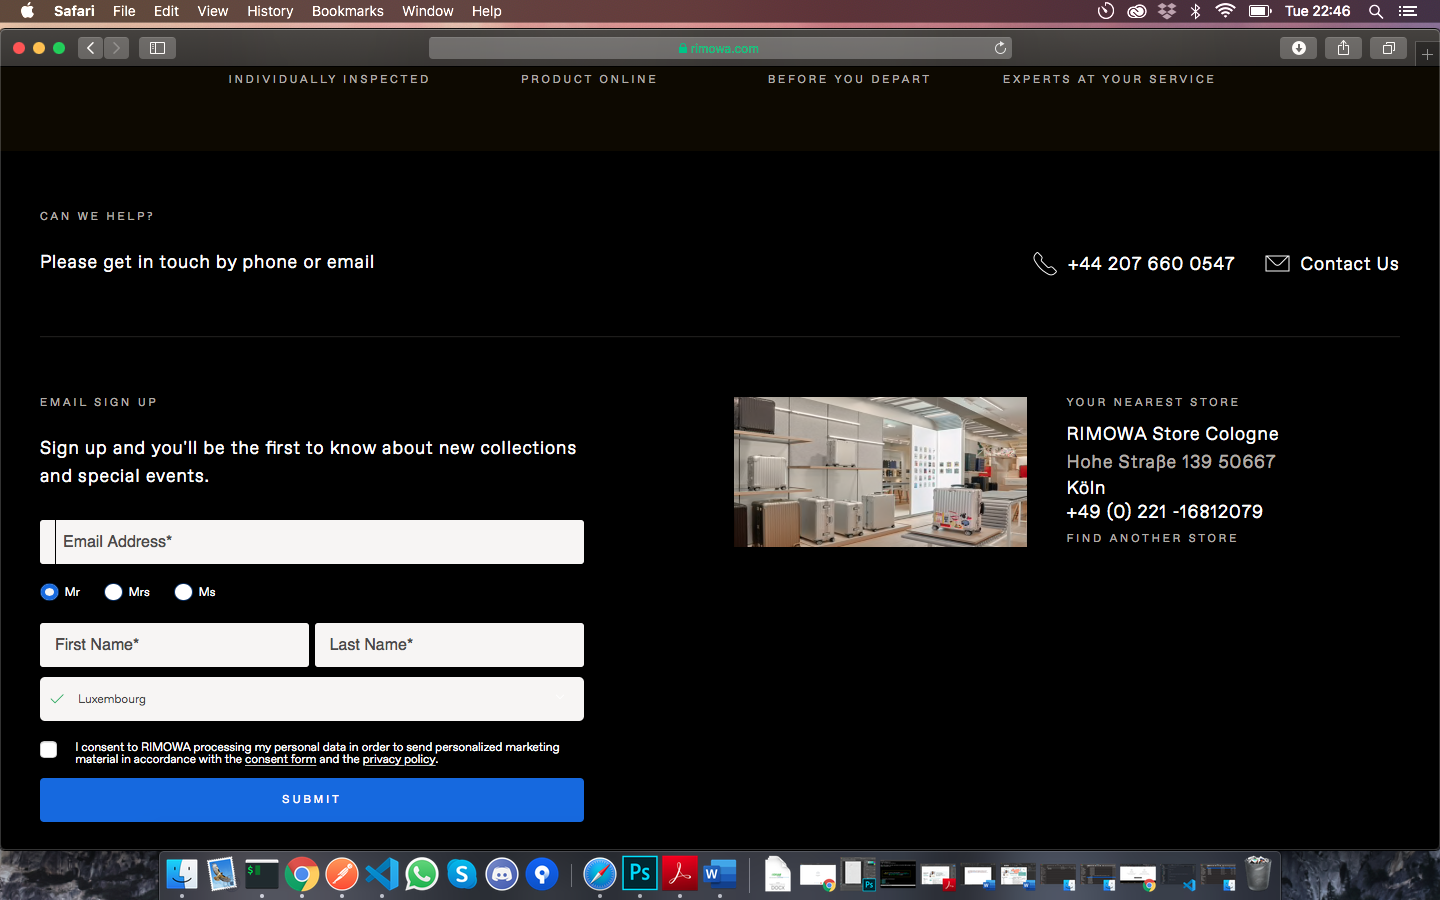 Safari File Edit View History Bookmarks Window Help Tue 22:46
rimowa.com
INDIVIDUALLY INSPECTED PRODUCT ONLINE BEFORE YOU DEPART EXPERTS AT YOUR SERVICE
CAN WE HELP?
Please get in touch by phone or email +44 207 660 0547 Contact Us
EMAIL SIGN UP
Sign up and you'll be the first to know about new collections
and special events.
Email Address*
Mr Mrs Ms
First Name* Last Name*
Luxembourg
I consent to RIMOWA processing my personal data in order to send personalized marketing
material in accordance with the consent form and the privacy policy.
SUBMIT
YOUR NEAREST STORE
RIMOWA Store Cologne
Hohe Straße 139 50667
Köln
+49 (0) 221 -16812079
FIND ANOTHER STORE
$ S Ps W DOCX Ps